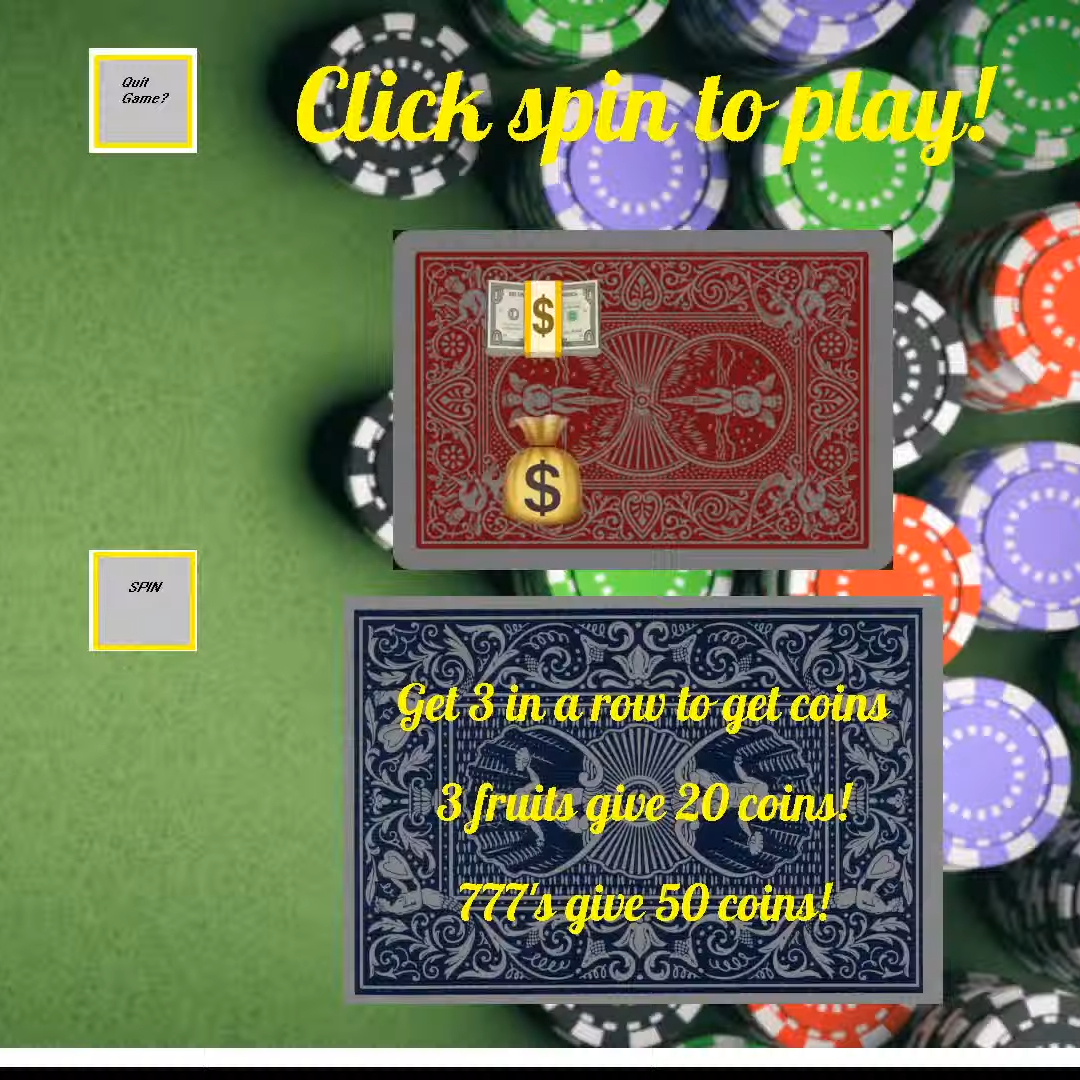 Quit
Game?
Click spin to play!
$
$
SPIN
Get 3 in a row to get coins
3 fruits give 20 coins!
777's give 50 coins!